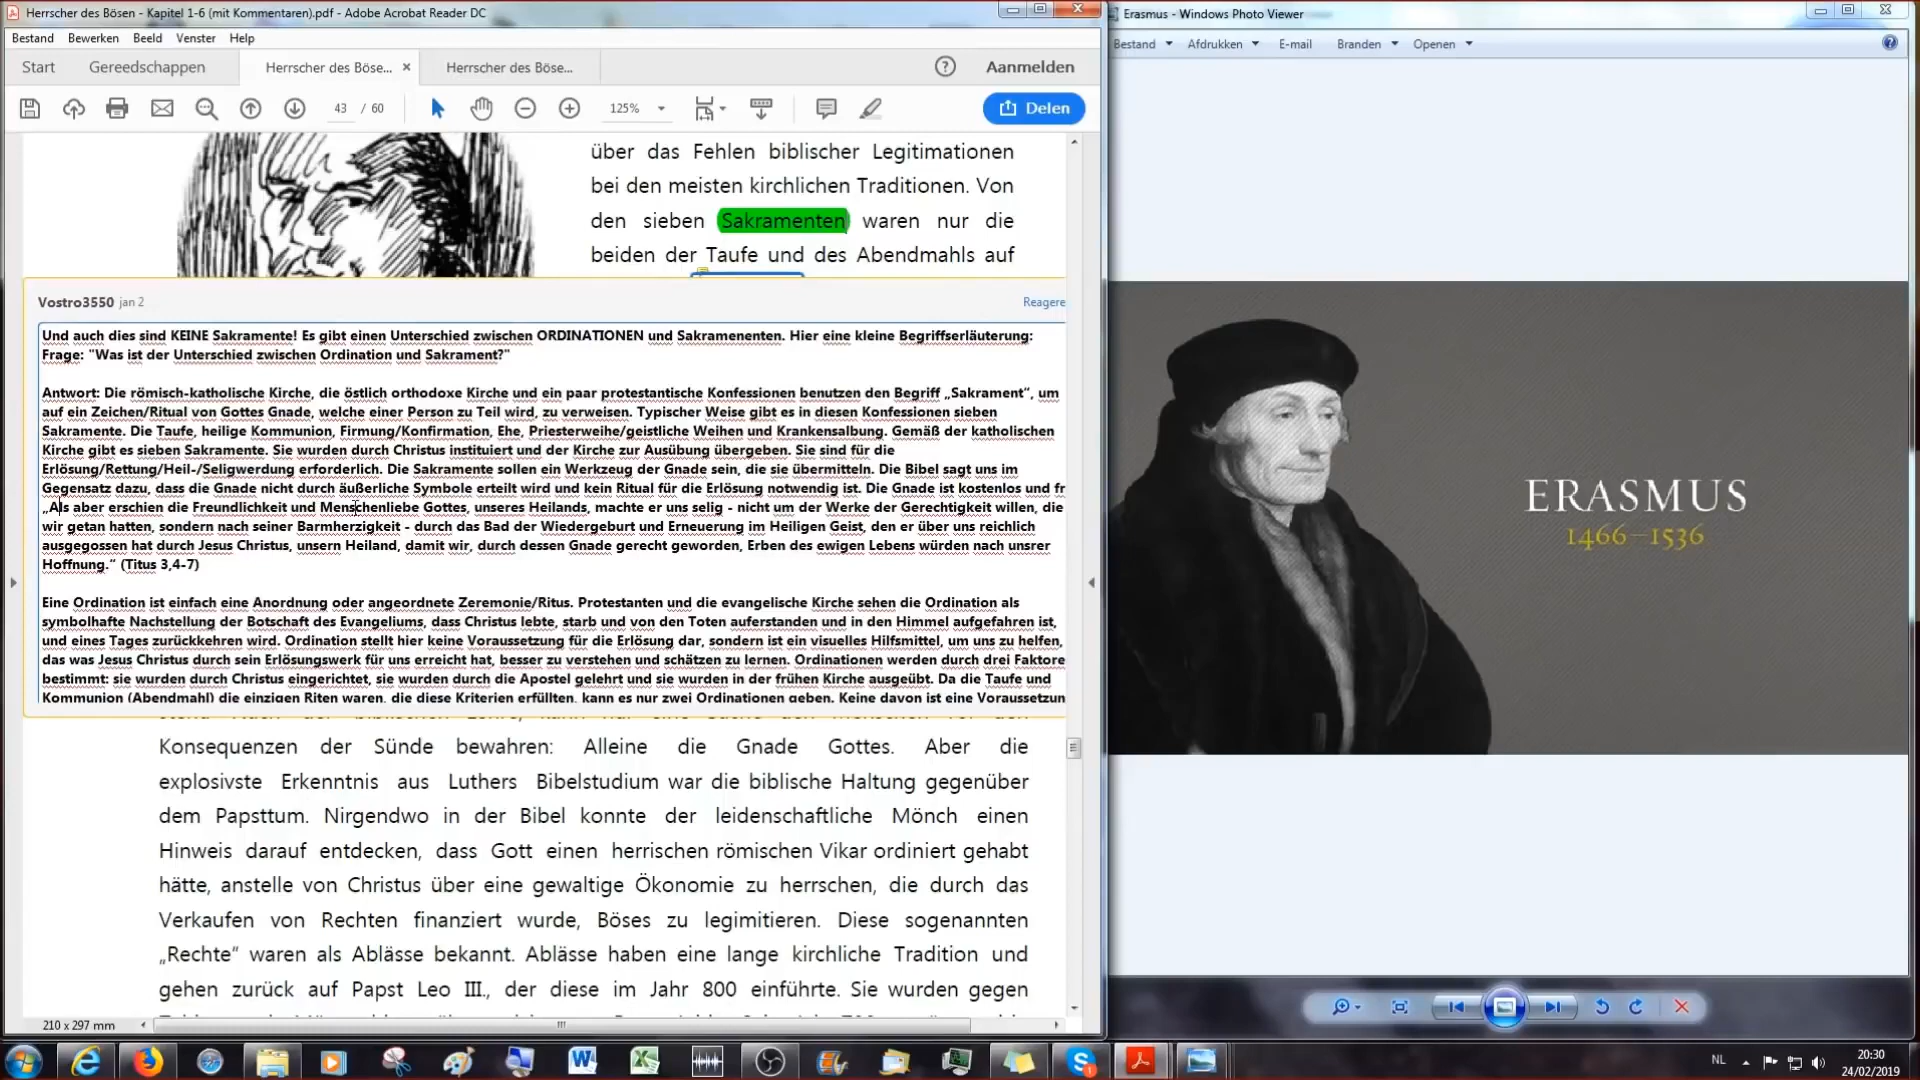 Herrscher des Bösen - Kapitel 1-6 (mit Kommentaren).pdf - Adobe Acrobat Reader DC
Bestand Bewerken Beeld Venster Help
Start Gereedschappen Herrscher des Böse... × Herrscher des Böse... Aanmelden
43 / 60 125% Delen
über das Fehlen biblischer Legitimationen
bei den meisten kirchlichen Traditionen. Von
den sieben Sakramenten waren nur die
beiden der Taufe und des Abendmahls auf
Vostro3550 jan 2 Reagere
Und auch dies sind KEINE Sakramente! Es gibt einen Unterschied zwischen ORDINATIONEN und Sakramenenten. Hier eine kleine Begriffserläuterung:
Frage: "Was ist der Unterschied zwischen Ordination und Sakrament?"
Antwort: Die römisch-katholische Kirche, die östlich orthodoxe Kirche und ein paar protestantische Konfessionen benutzen den Begriff „Sakrament“, um
auf ein Zeichen/Ritual von Gottes Gnade, welche einer Person zu Teil wird, zu verweisen. Typischer Weise gibt es in diesen Konfessionen sieben
Sakramente. Die Taufe, heilige Kommunion, Firmung/Konfirmation, Ehe, Priesterweihe/geistliche Weihen und Krankensalbung. Gemäß der katholischen
Kirche gibt es sieben Sakramente. Sie wurden durch Christus instituiert und der Kirche zur Ausübung übergeben. Sie sind für die
Erlösung/Rettung/Heil-/Seligwerdung erforderlich. Die Sakramente sollen ein Werkzeug der Gnade sein, die sie übermitteln. Die Bibel sagt uns im
Gegensatz dazu, dass die Gnade nicht durch äußerliche Symbole erteilt wird und kein Ritual für die Erlösung notwendig ist. Die Gnade ist kostenlos und fr
„Als aber erschien die Freundlichkeit und Menschenliebe Gottes, unseres Heilands, machte er uns selig - nicht um der Werke der Gerechtigkeit willen, die
wir getan hatten, sondern nach seiner Barmherzigkeit - durch das Bad der Wiedergeburt und Erneuerung im Heiligen Geist, den er über uns reichlich
ausgegossen hat durch Jesus Christus, unsern Heiland, damit wir, durch dessen Gnade gerecht geworden, Erben des ewigen Lebens würden nach unsrer
Hoffnung.“ (Titus 3,4-7)
Eine Ordination ist einfach eine Anordnung oder angeordnete Zeremonie/Ritus. Protestanten und die evangelische Kirche sehen die Ordination als
symbolhafte Nachstellung der Botschaft des Evangeliums, dass Christus lebte, starb und von den Toten auferstanden und in den Himmel aufgefahren ist,
und eines Tages zurückkehren wird. Ordination stellt hier keine Voraussetzung für die Erlösung dar, sondern ist ein visuelles Hilfsmittel, um uns zu helfen,
das was Jesus Christus durch sein Erlösungswerk für uns erreicht hat, besser zu verstehen und schätzen zu lernen. Ordinationen werden durch drei Faktore
bestimmt: sie wurden durch Christus eingerichtet, sie wurden durch die Apostel gelehrt und sie wurden in der frühen Kirche ausgeübt. Da die Taufe und
Kommunion (Abendmahl) die einzigen Riten waren, die diese Kriterien erfüllten, kann es nur zwei Ordinationen geben. Keine davon ist eine Voraussetzun
Konsequenzen der Sünde bewahren: Alleine die Gnade Gottes. Aber die
explosivste Erkenntnis aus Luthers Bibelstudium war die biblische Haltung gegenüber
dem Papsttum. Nirgendwo in der Bibel konnte der leidenschaftliche Mönch einen
Hinweis darauf entdecken, dass Gott einen herrischen römischen Vikar ordiniert gehabt
hätte, anstelle von Christus über eine gewaltige Ökonomie zu herrschen, die durch das
Verkaufen von Rechten finanziert wurde, Böses zu legitimieren. Diese sogenannten
„Rechte“ waren als Ablässe bekannt. Ablässe haben eine lange kirchliche Tradition und
gehen zurück auf Papst Leo III., der diese im Jahr 800 einführte. Sie wurden gegen
210 x 297 mm
Erasmus - Windows Photo Viewer
Bestand Afdrukken E-mail Branden Openen
ERASMUS
1466–1536
NL
20:30
24/02/2019